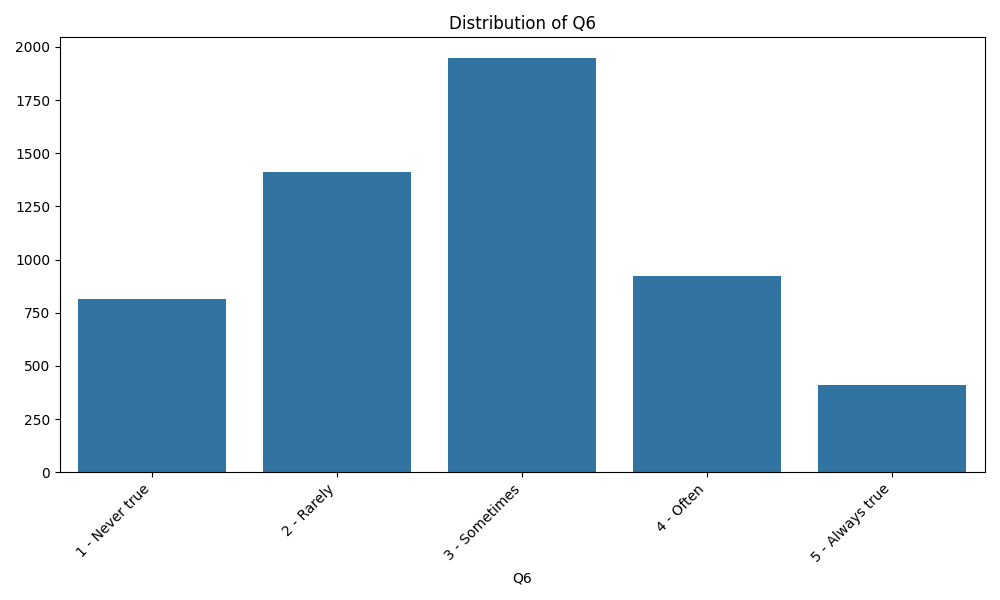 Distribution of Q6
2000
1750
1500
1250
1000
750
500
250
0
1 - Never true
2 - Rarely
3 - Sometimes
4 - Often
5 - Always true
Q6